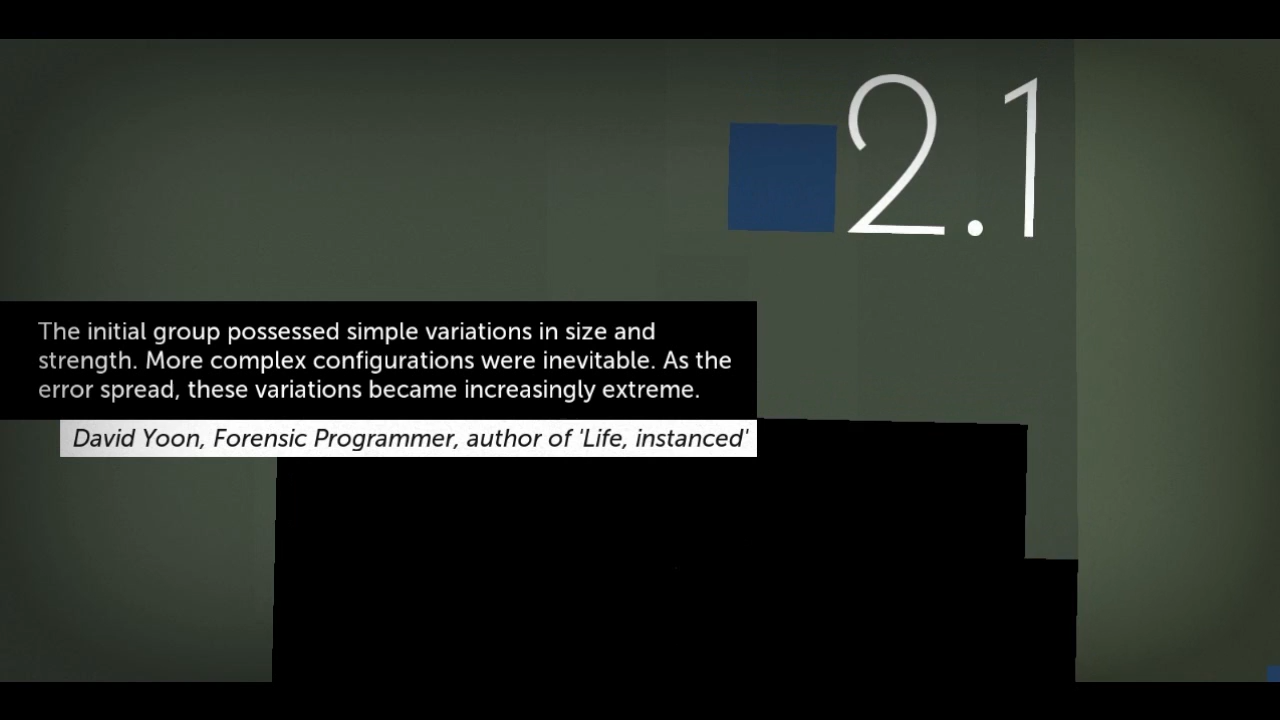 2.1
The initial group possessed simple variations in size and
strength. More complex configurations were inevitable. As the
error spread, these variations became increasingly extreme.
David Yoon, Forensic Programmer, author of 'Life, instanced'